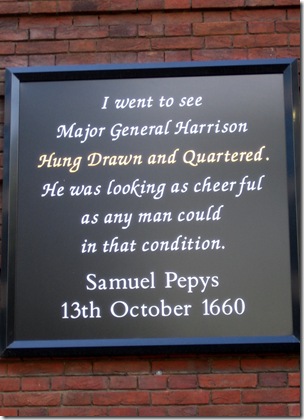 I went to see
Major General Harrison
Hung Drawn and Quartered.
He was looking as cheerful
as any man could
in that condition.
Samuel Pepys
13th October 1660